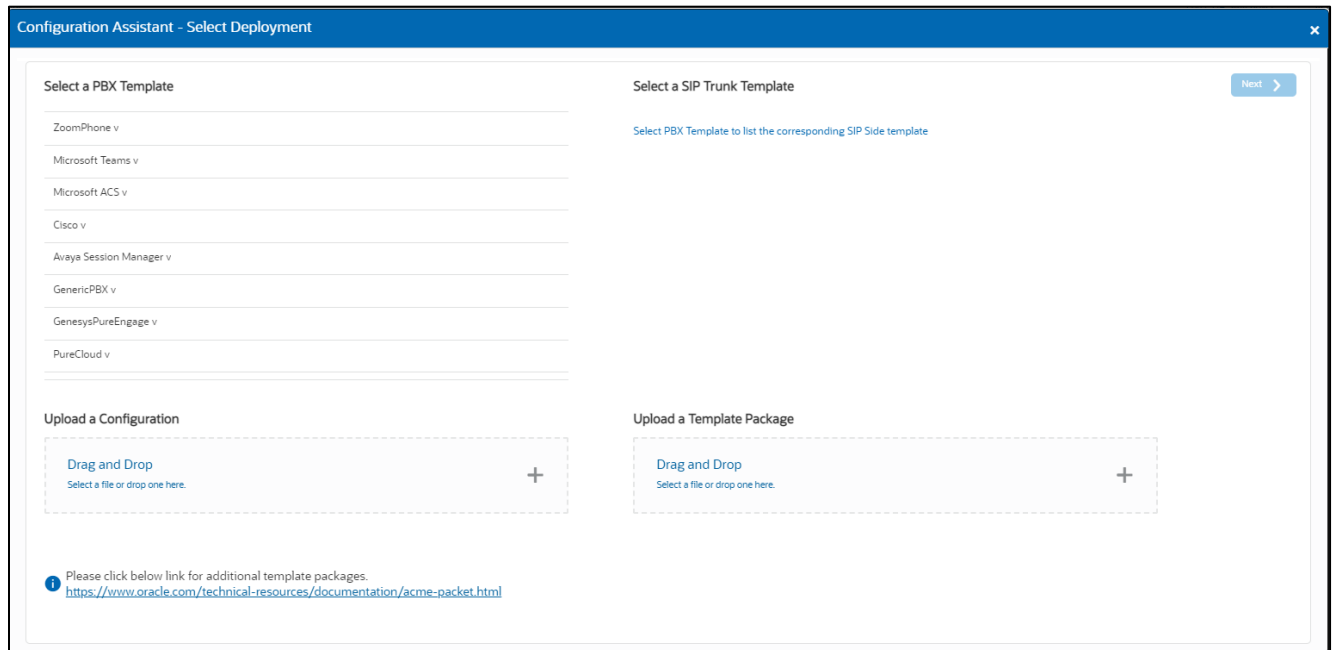 Configuration Assistant - Select Deployment
×
Select a PBX Template
Select a SIP Trunk Template
Next
ZoomPhone v
Select PBX Template to list the corresponding SIP Side template
Microsoft Teams v
Microsoft ACS v
Cisco v
Avaya Session Manager v
GenericPBX v
GenesysPureEngage v
PureCloud v
Upload a Configuration
Upload a Template Package
Drag and Drop
Select a file or drop one here.
Drag and Drop
Select a file or drop one here.
Please click below link for additional template packages.
https://www.oracle.com/technical-resources/documentation/acme-packet.html